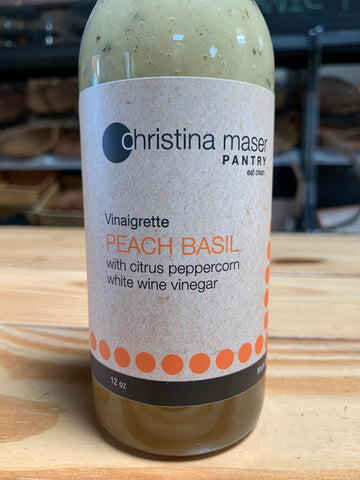 christina maser
PANTRY
eat clean
Vinaigrette
PEACH BASIL
with citrus peppercorn
white wine vinegar
12 oz